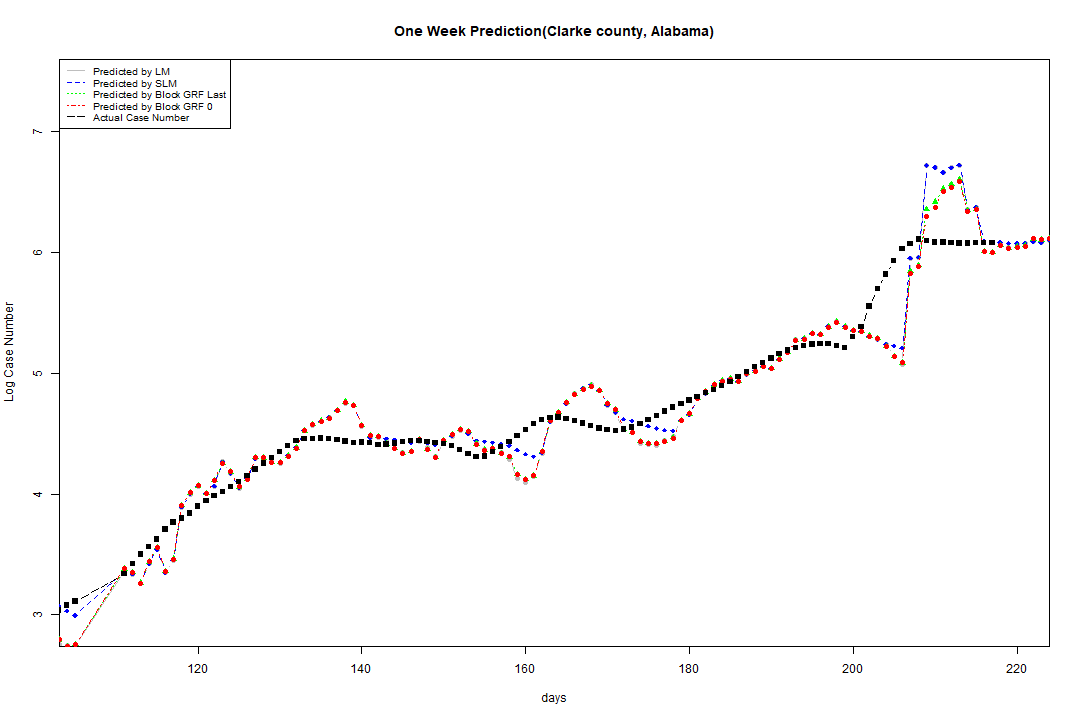 One Week Prediction(Clarke county, Alabama)
Predicted by LM
Predicted by SLM
Predicted by Block GRF Last
Predicted by Block GRF 0
Actual Case Number
7
6
5
4
3
Log Case Number
120 140 160 180 200 220
days